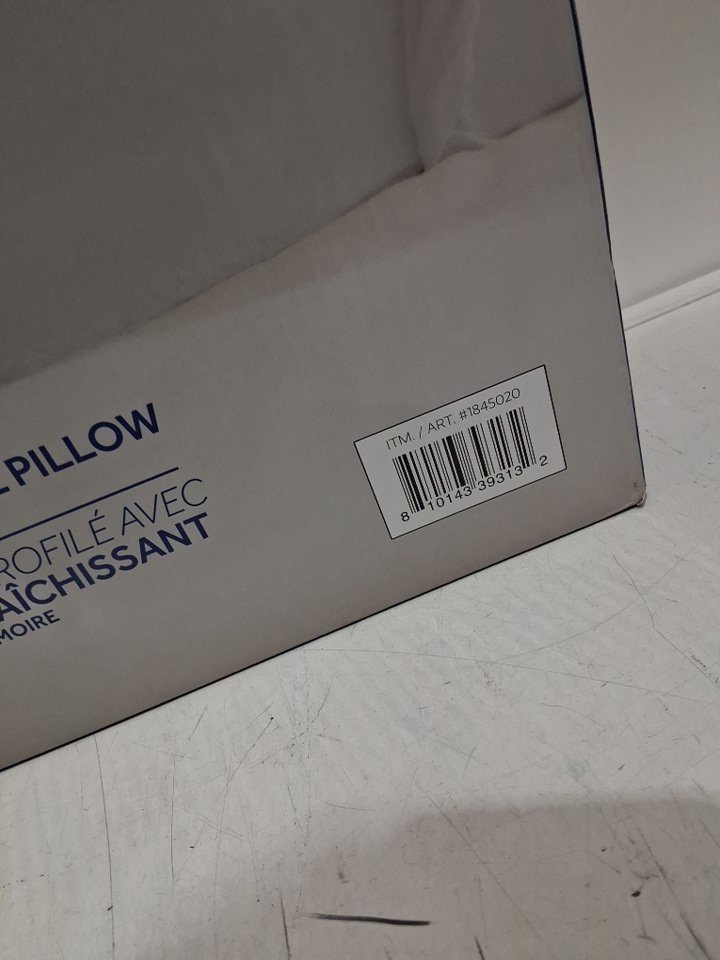 PILLOW
ROFILÉ AVEC
AÎCHISSANT
MOIRE
ITM. / ART. #1845020
8 10143 39313 2